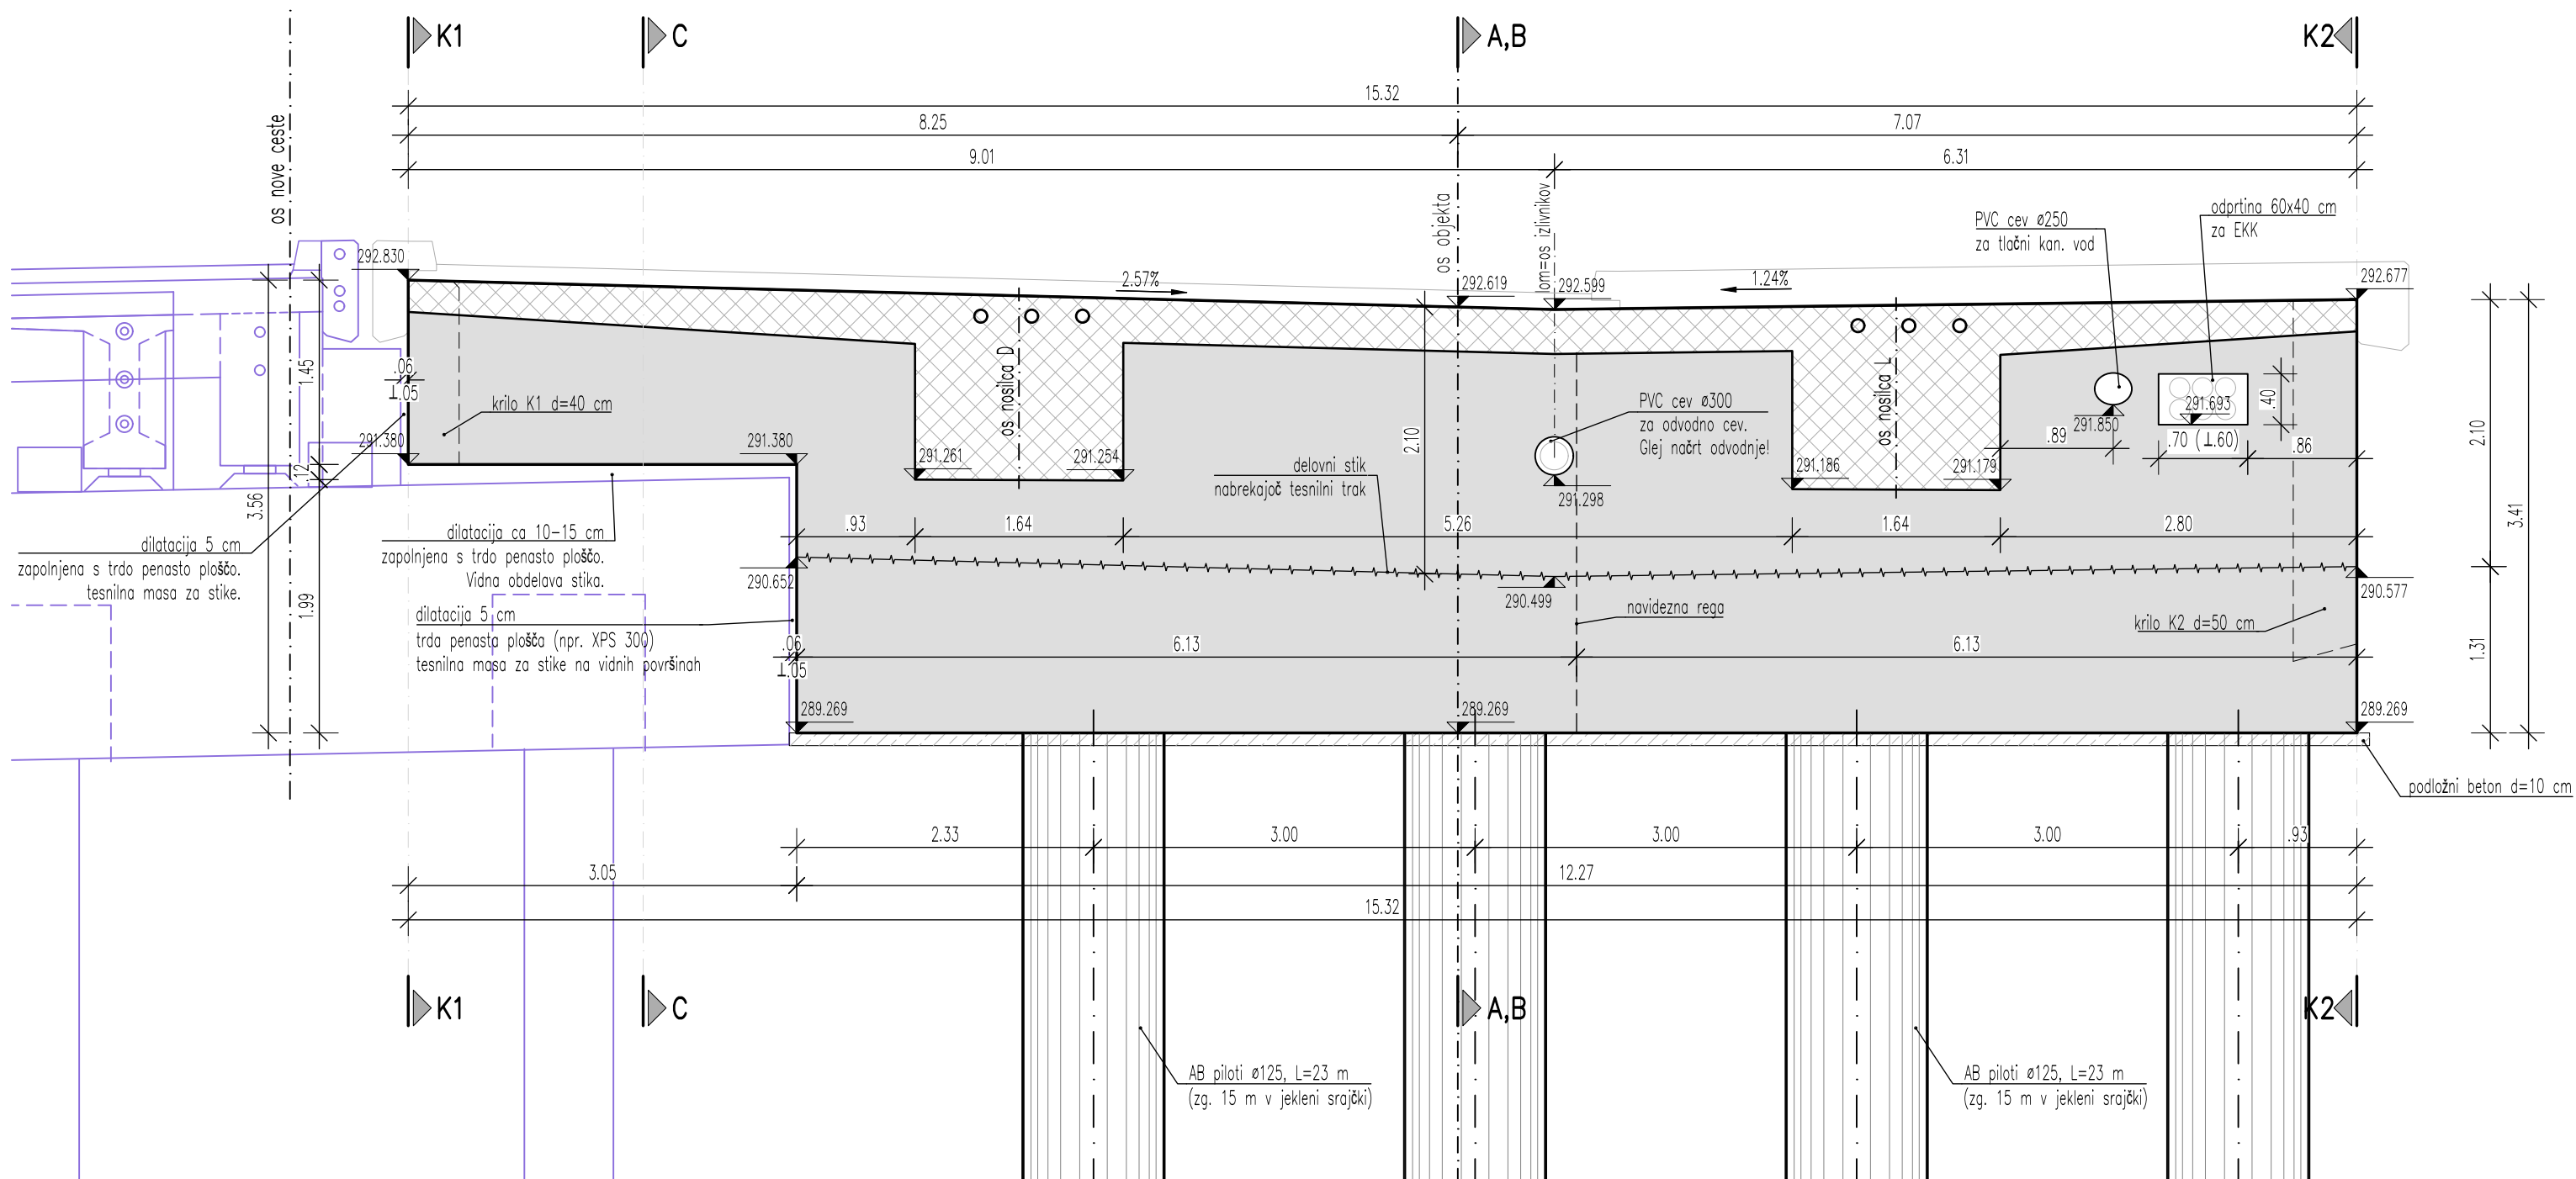 K1
C
A,B
K2
15.32
8.25
7.07
9.01
6.31
os nove ceste
os objekta
lom=os izlivnikov
PVC cev ø250
za tlačni kan. vod
odprtina 60x40 cm
za EKK
292.830
2.57%
292.619
292.599
1.24%
292.677
1.45
.06
⊥.05
krilo K1 d=40 cm
os nosilca D
2.10
PVC cev ø300
za odvodno cev.
Glej načrt odvodnje!
os nosilca L
291.850
291.693
.40
.89
.70 (⊥60)
.86
2.10
3.41
291.380
291.380
.12
3.56
291.261
291.254
delovni stik
nabrekajoč tesnilni trak
291.298
291.186
291.179
.93
1.64
5.26
1.64
2.80
dilatacija 5 cm
zapolnjena s trdo penasto ploščo.
tesnilna masa za stike.
dilatacija ca 10-15 cm
zapolnjena s trdo penasto ploščo.
Vidna obdelava stika.
290.652
290.499
290.577
1.99
dilatacija 5 cm
trda penasta plošča (npr. XPS 300)
tesnilna masa za stike na vidnih površinah
.06
⊥.05
navidezna rega
krilo K2 d=50 cm
6.13
6.13
1.31
289.269
289.269
289.269
podložni beton d=10 cm
2.33
3.00
3.00
3.00
.93
3.05
12.27
15.32
K1
C
A,B
K2
AB piloti ø125, L=23 m
(zg. 15 m v jekleni srajčki)
AB piloti ø125, L=23 m
(zg. 15 m v jekleni srajčki)